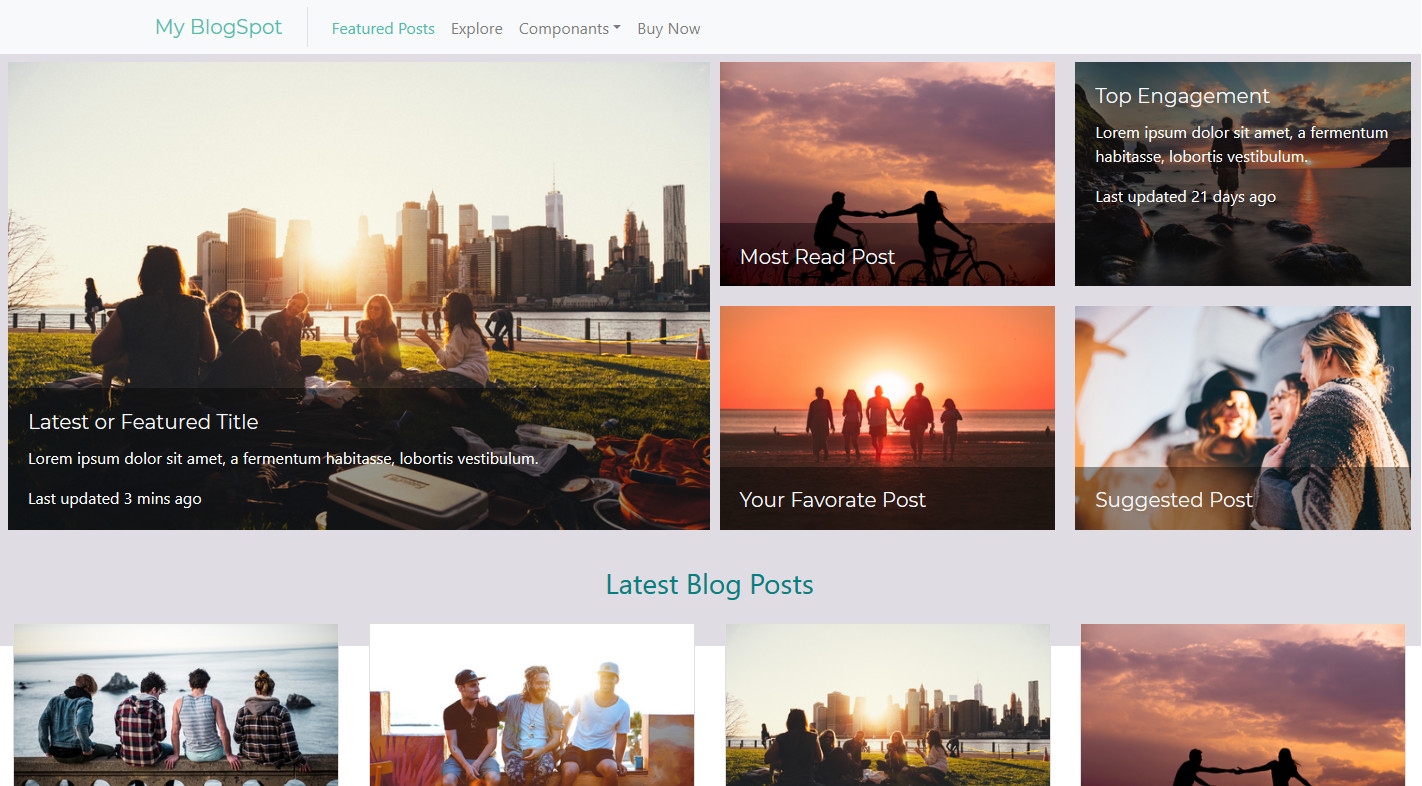 My BlogSpot
Featured Posts Explore Componants Buy Now
Latest or Featured Title
Lorem ipsum dolor sit amet, a fermentum habitasse, lobortis vestibulum.
Last updated 3 mins ago
Most Read Post
Top Engagement
Lorem ipsum dolor sit amet, a fermentum
habitasse, lobortis vestibulum.
Last updated 21 days ago
Your Favorate Post
Suggested Post
Latest Blog Posts